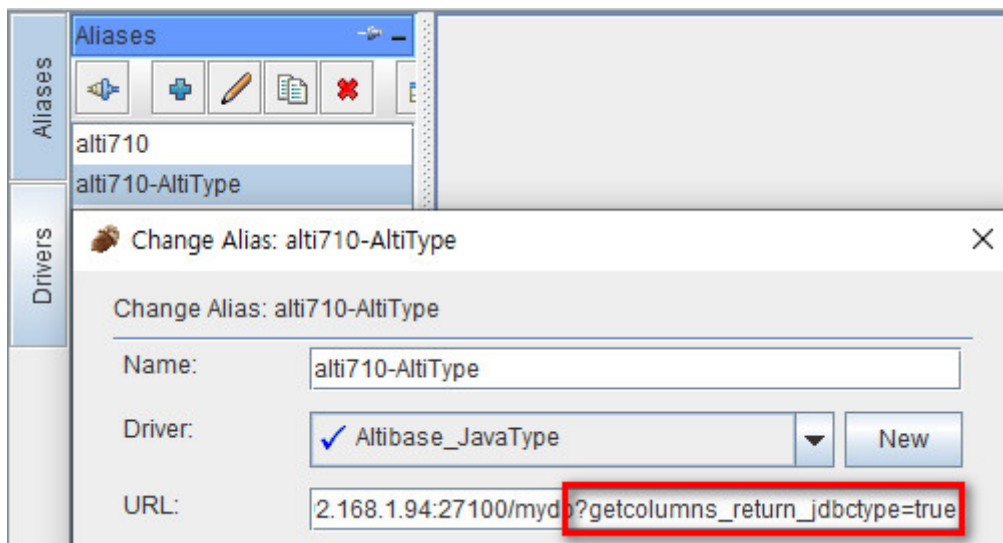 Aliases
Aliases
Drivers
alti710
alti710-AltiType
Change Alias: alti710-AltiType
Change Alias: alti710-AltiType
Name:
alti710-AltiType
Driver:
Altibase_JavaType
New
URL:
2.168.1.94:27100/mydb?getcolumns_return_jdbctype=true